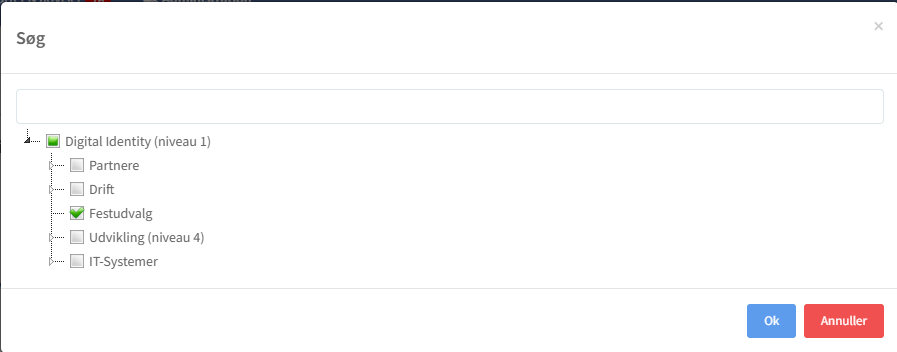 Søg
×
Digital Identity (niveau 1)
Partnere
Drift
Festudvalg
Udvikling (niveau 4)
IT-Systemer
Ok
Annuller